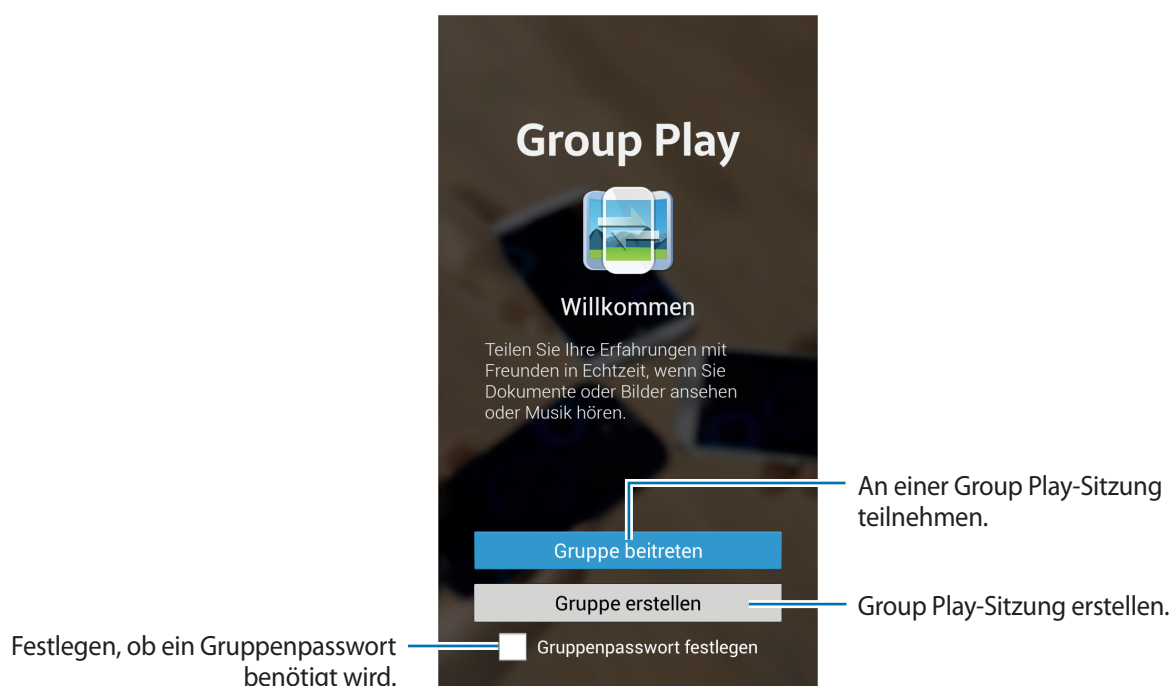 Group Play
Willkommen
Teilen Sie Ihre Erfahrungen mit
Freunden in Echtzeit, wenn Sie
Dokumente oder Bilder ansehen
oder Musik hören.
An einer Group Play-Sitzung
teilnehmen.
Gruppe beitreten
Gruppe erstellen
Group Play-Sitzung erstellen.
Festlegen, ob ein Gruppenpasswort
benötigt wird.
Gruppenpasswort festlegen